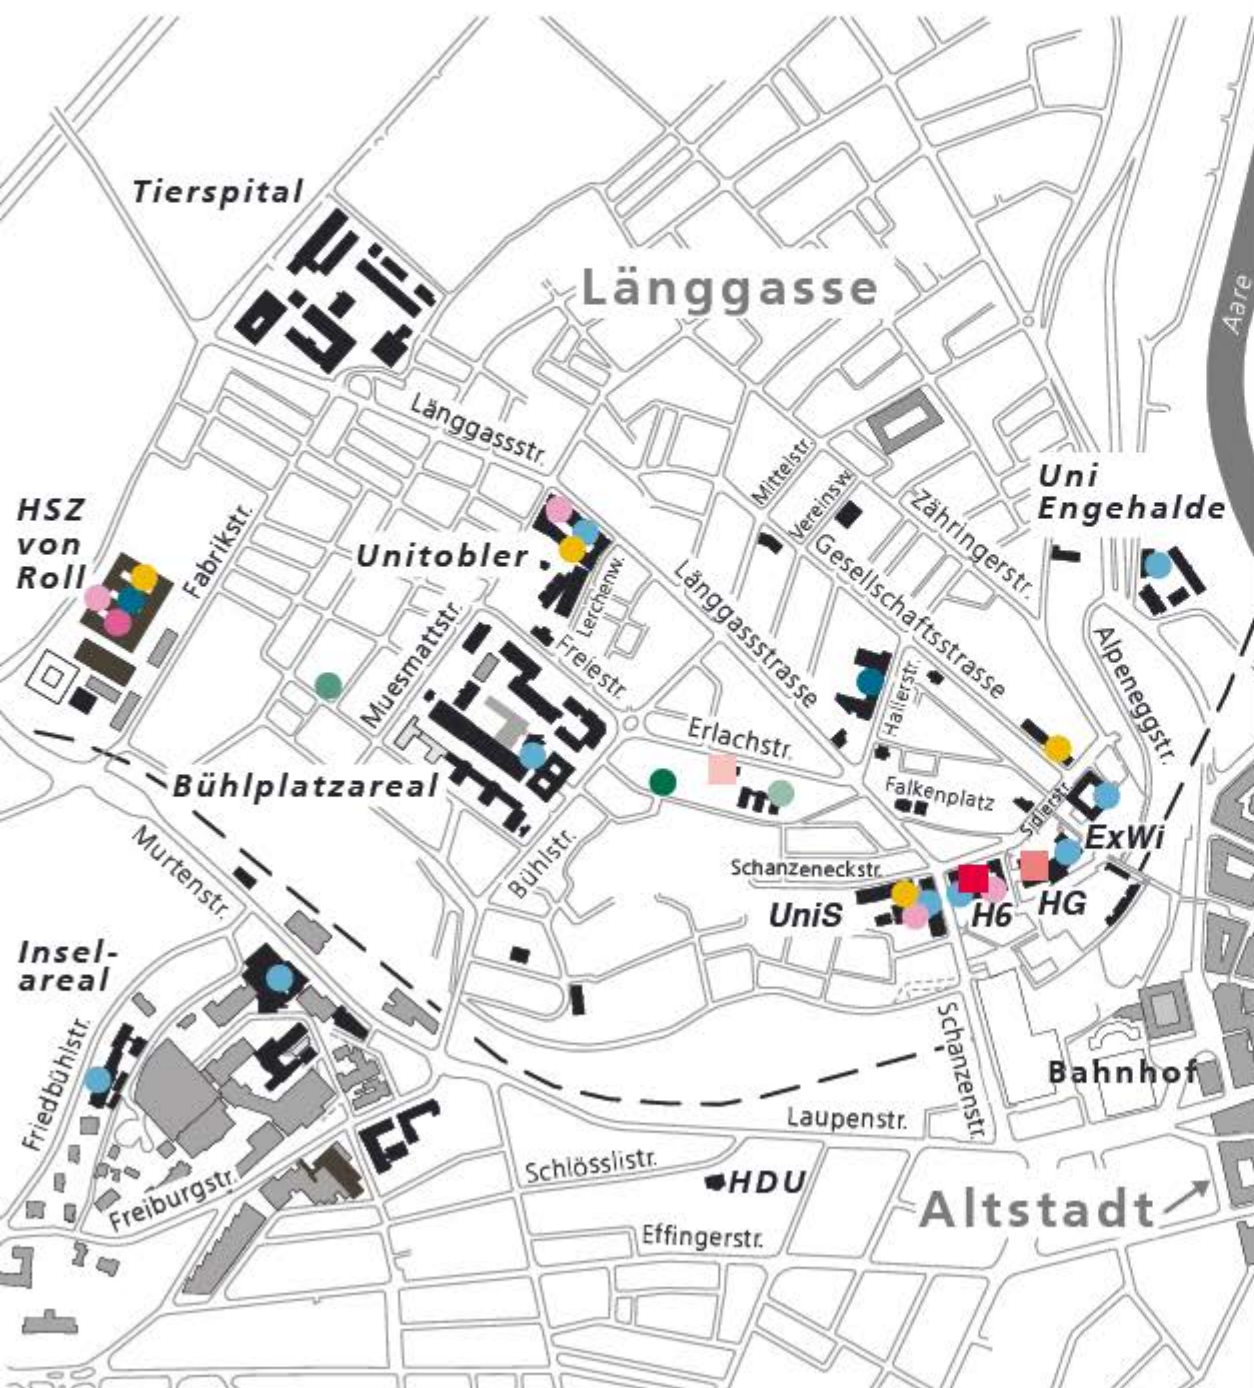 Tierspital
Länggasse
Aare
Länggassstr.
Mittelstr.
Vereinsw.
Zähringerstr.
Uni
Engehalde
HSZ
von
Roll
Fabrikstr.
Unitobler
Lerchenw.
Länggassstrasse
Gesellschaftsstrasse
Alpeneggstr.
Muesmattstr.
Freiestr.
Hallerstr.
Erlachstr.
Bühlplatzareal
Falkenplatz
Sidlerstr.
ExWi
Murtenstr.
Bühlstr.
Schanzeneckstr.
UniS
H6
HG
Insel-
areal
Friedbühlstr.
Schanzenstr.
Bahnhof
Laupenstr.
Freiburgstr.
Schlösslistr.
HDU
Altstadt
Effingerstr.